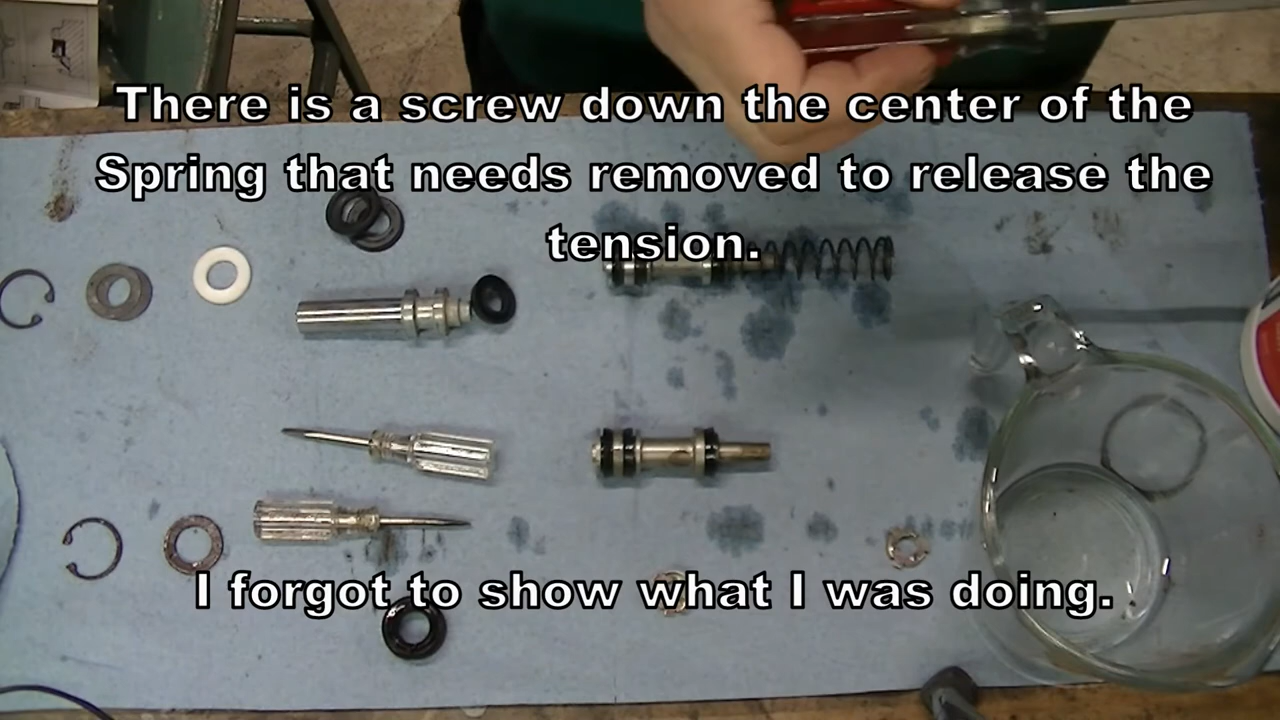 There is a screw down the center of the
Spring that needs removed to release the
tension.
I forgot to show what I was doing.